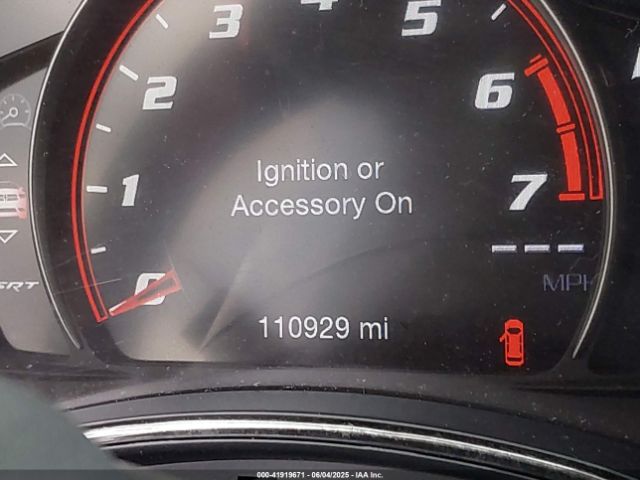 3
4
5
2
6
1
7
0
Ignition or
Accessory On
SRT
MPH
110929 mi
000-41919671 - 06/04/2025 - IAA Inc.